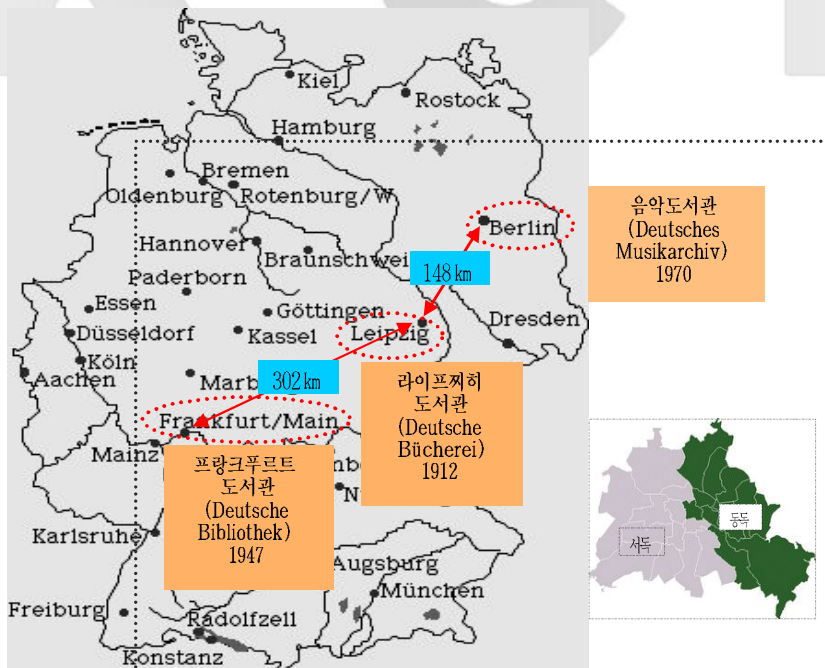 Kiel
Rostock
Hamburg
Bremen
Oldenburg
Rotenburg/W
음악도서관
(Deutsches
Musikarchiv)
1970
Berlin
Hannover
Braunschwei
148㎞
Paderborn
Essen
Göttingen
Dresden
Düsseldorf
Kassel
Leipzig
Köln
Aachen
Marb
302㎞
라이프찌히
도서관
(Deutsche
Bücherei)
1912
Frankfurt/Main
Mainz
프랑크푸르트
도서관
(Deutsche
Bibliothek)
1947
nbe
N
동독
서독
Karlsruhe
Augsburg
München
Freiburg
Radolfzell
Konstanz